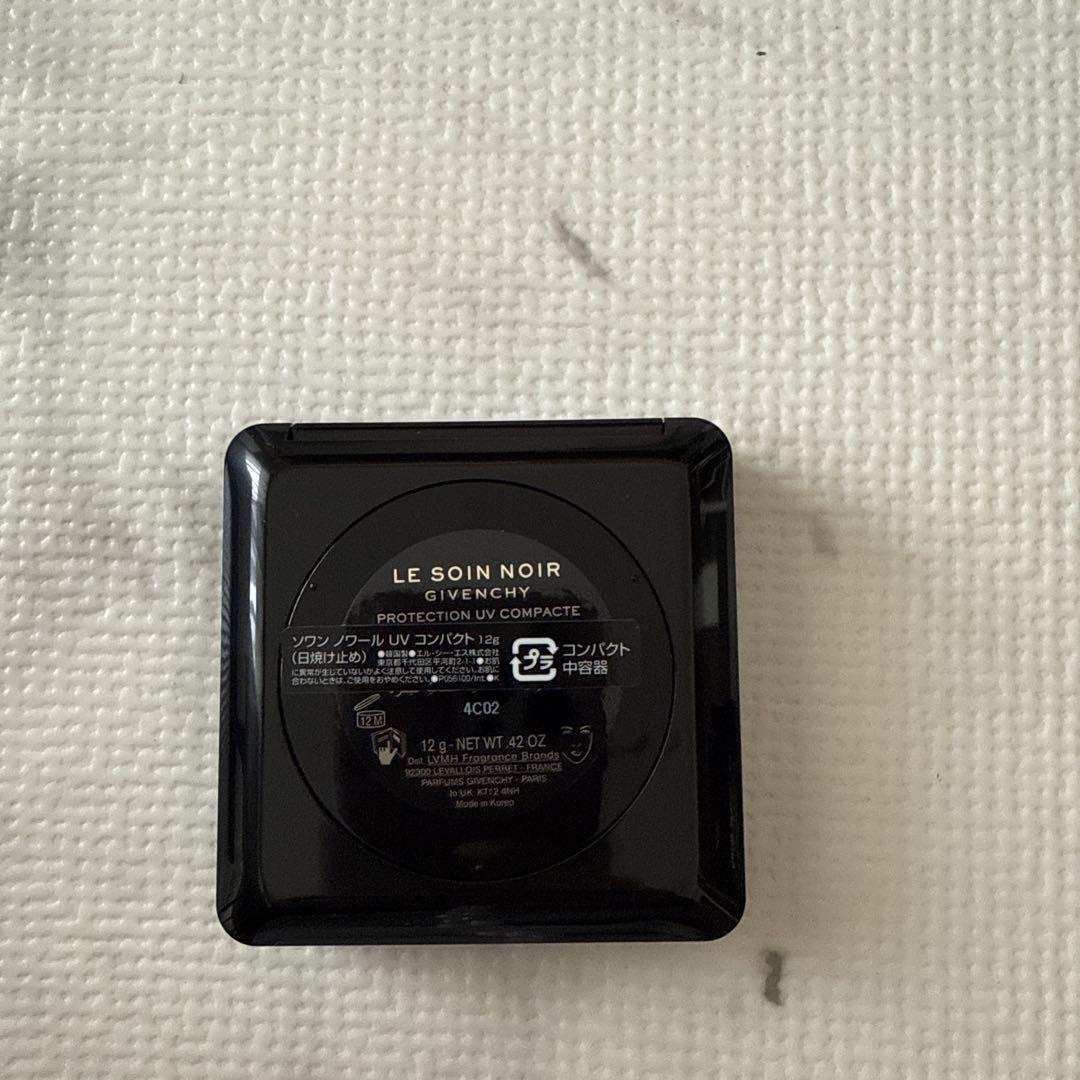 LE SOIN NOIR
GIVENCHY
PROTECTION UV COMPACTE
ソワン ノワール UV コンパクト 12g
(日焼け止め) ●韓国製●エル・シー・エス株式会社
東京都千代田区平河町2-1-1●お肌
に異常が生じていないかよく注意して使用してください。お肌に
合わないときは、ご使用をおやめください。●P056100/Int.●K
プラ
コンパクト
中容器
4C02
12 M
12 g - NET WT .42 OZ
Dist. LVMH Fragrance Brands
92300 LEVALLOIS PERRET - FRANCE
PARFUMS GIVENCHY - PARIS
In UK: KT12 4NH
Made in Korea